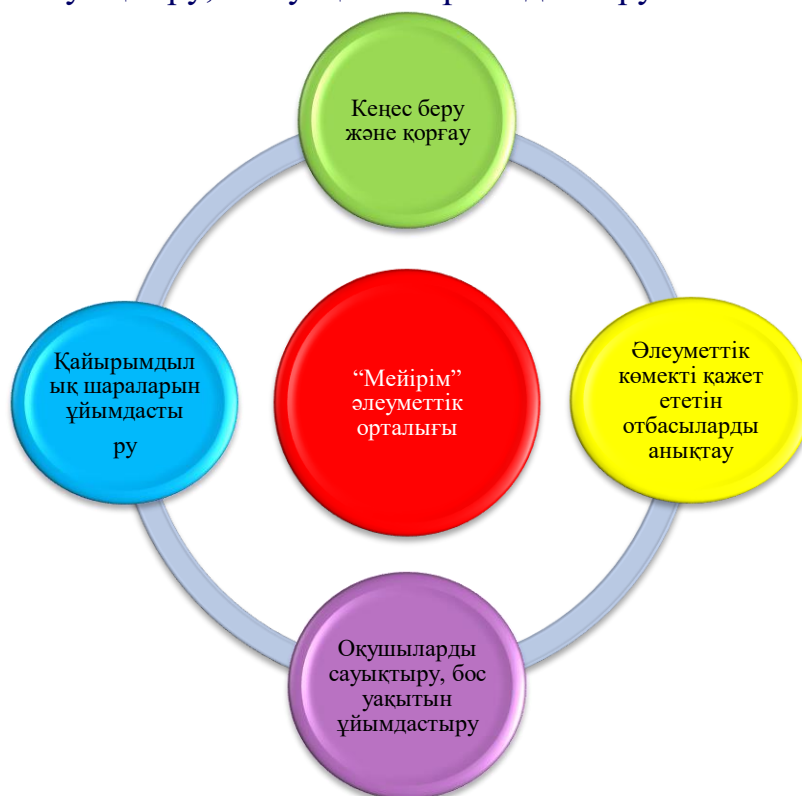 Кеңес беру
және қорғау
Қайырымдыл
ық шараларын
ұйымдасты
ру
“Мейірім”
әлеуметтік
орталығы
Әлеуметтік
көмекті қажет
ететін
отбасыларды
анықтау
Оқушыларды
сауықтыру, бос
уақытын
ұйымдастыру